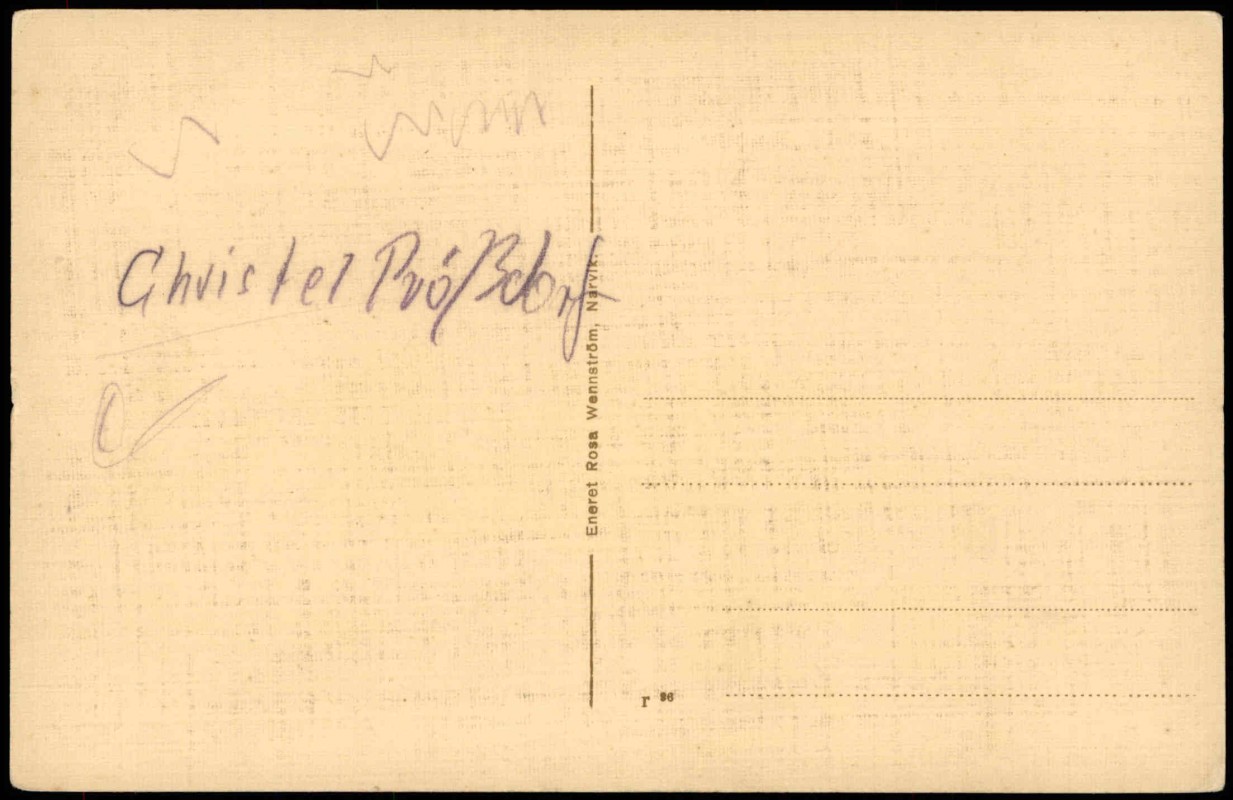 Christel Prößdorf
Eneret Rosa Wennström, Narvik.
r 96